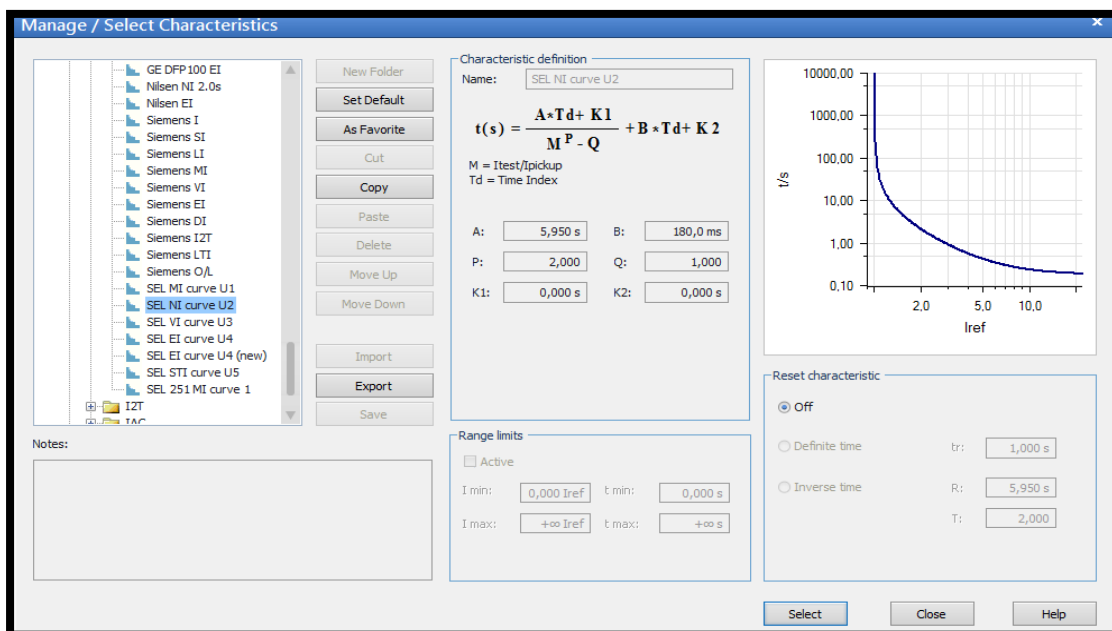 Manage / Select Characteristics
×
GE DFP100 EI
Nilsen NI 2.0s
Nilsen EI
Siemens I
Siemens SI
Siemens LI
Siemens MI
Siemens VI
Siemens EI
Siemens DI
Siemens I2T
Siemens LTI
Siemens O/L
SEL MI curve U1
SEL NI curve U2
SEL VI curve U3
SEL EI curve U4
SEL EI curve U4 (new)
SEL STI curve U5
SEL 251 MI curve 1
I2T
IAC
New Folder
Set Default
As Favorite
Cut
Copy
Paste
Delete
Move Up
Move Down
Import
Export
Save
Notes:
Characteristic definition
Name: SEL NI curve U2
t(s) = A*Td+ K1 / M^P - Q + B *Td+ K 2
M = Itest/Ipickup
Td = Time Index
A: 5,950 s B: 180,0 ms
P: 2,000 Q: 1,000
K1: 0,000 s K2: 0,000 s
Range limits
Active
I min: 0,000 Iref t min: 0,000 s
I max: +∞ Iref t max: +∞ s
10000,00
1000,00
100,00
10,00
1,00
0,10
t/s
2,0 5,0 10,0
Iref
Reset characteristic
Off
Definite time tr: 1,000 s
Inverse time R: 5,950 s
T: 2,000
Select Close Help